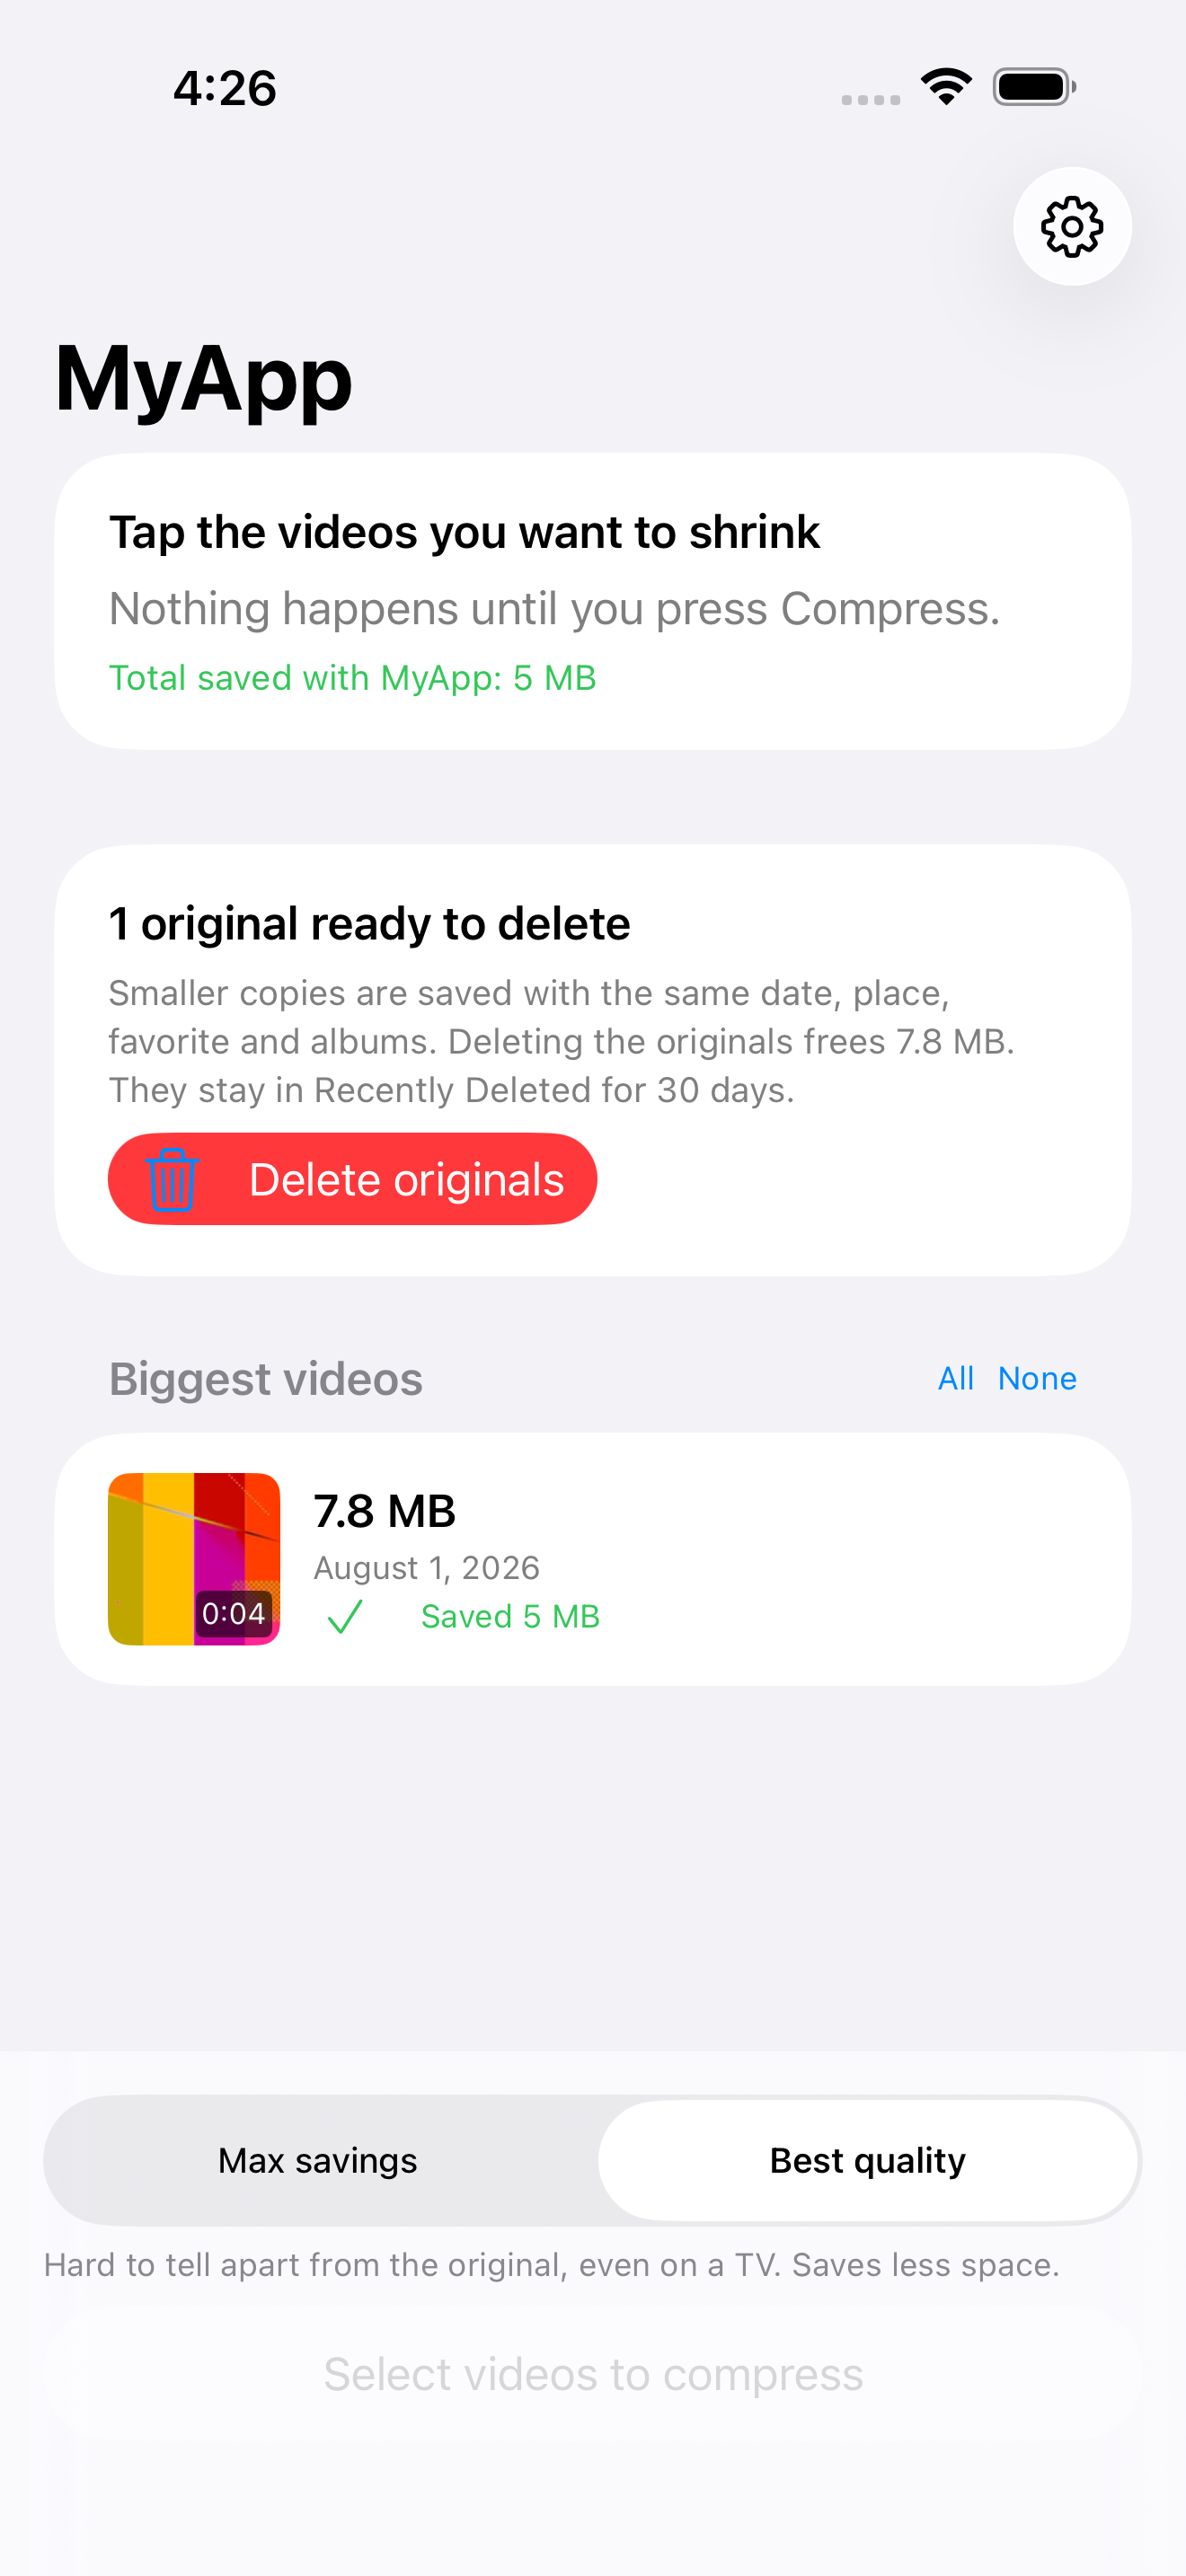 4:26
MyApp
Tap the videos you want to shrink
Nothing happens until you press Compress.
Total saved with MyApp: 5 MB
1 original ready to delete
Smaller copies are saved with the same date, place,
favorite and albums. Deleting the originals frees 7.8 MB.
They stay in Recently Deleted for 30 days.
Delete originals
Biggest videos
All None
7.8 MB
August 1, 2026
0:04
Saved 5 MB
Max savings
Best quality
Hard to tell apart from the original, even on a TV. Saves less space.
Select videos to compress